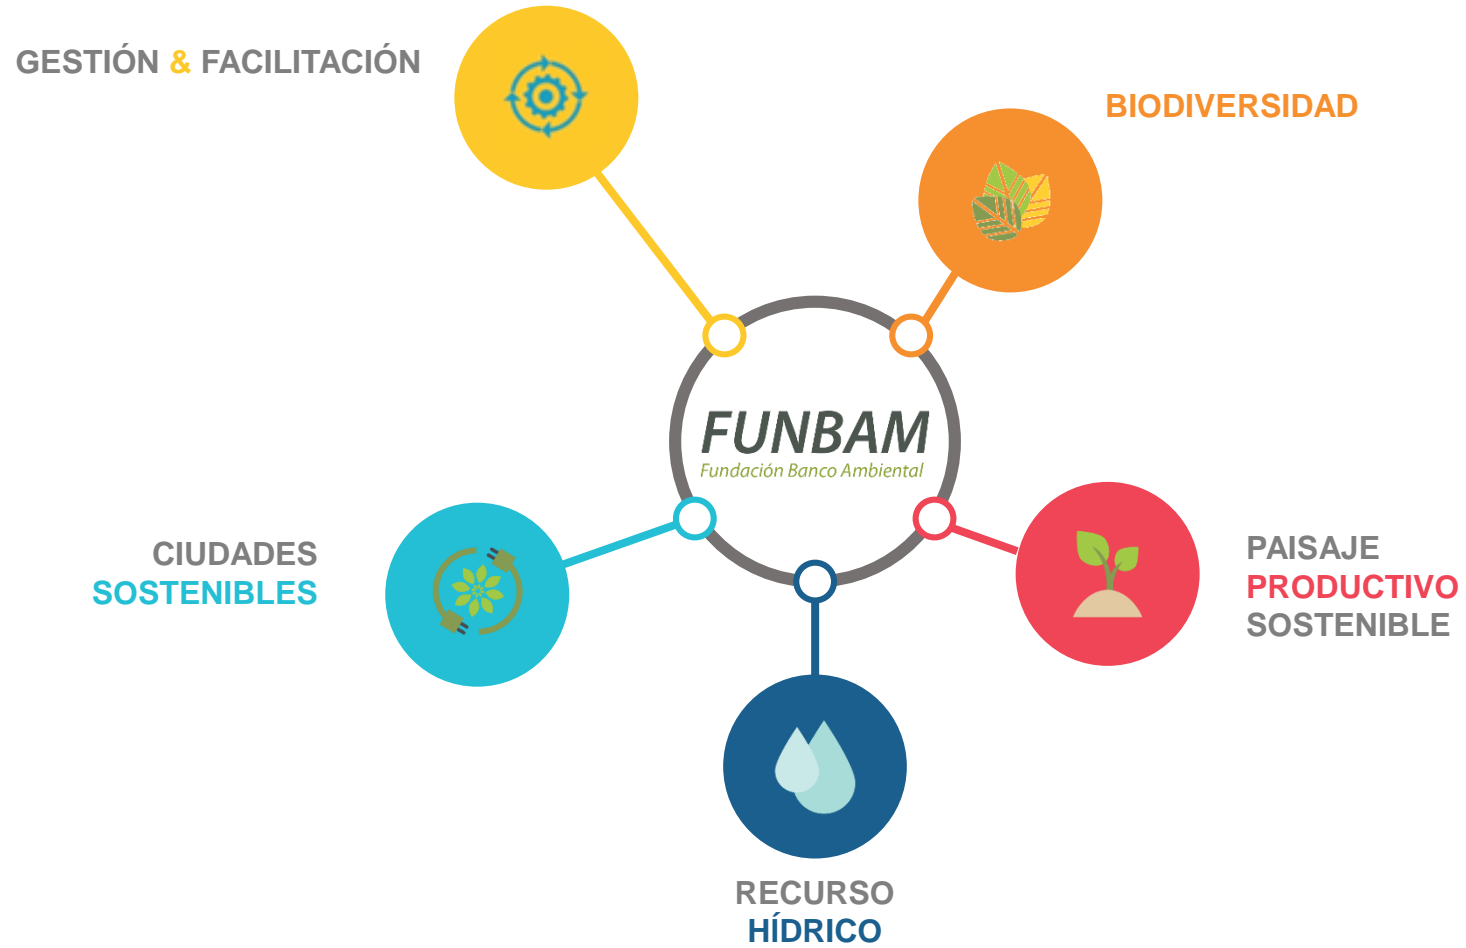 GESTIÓN & FACILITACIÓN
BIODIVERSIDAD
FUNBAM
Fundación Banco Ambiental
CIUDADES
SOSTENIBLES
PAISAJE
PRODUCTIVO
SOSTENIBLE
RECURSO
HÍDRICO